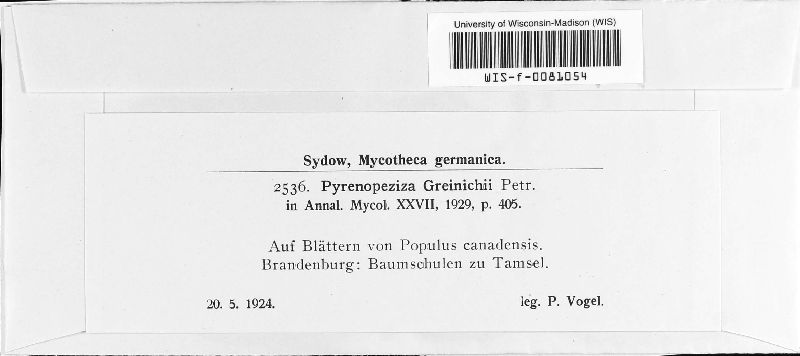 University of Wisconsin-Madison (WIS)
WIS-f-0081054
Sydow, Mycotheca germanica.
2536. Pyrenopeziza Greinichii Petr.
in Annal. Mycol. XXVII, 1929, p. 405.
Auf Blättern von Populus canadensis.
Brandenburg: Baumschulen zu Tamsel.
20. 5. 1924.
leg. P. Vogel.